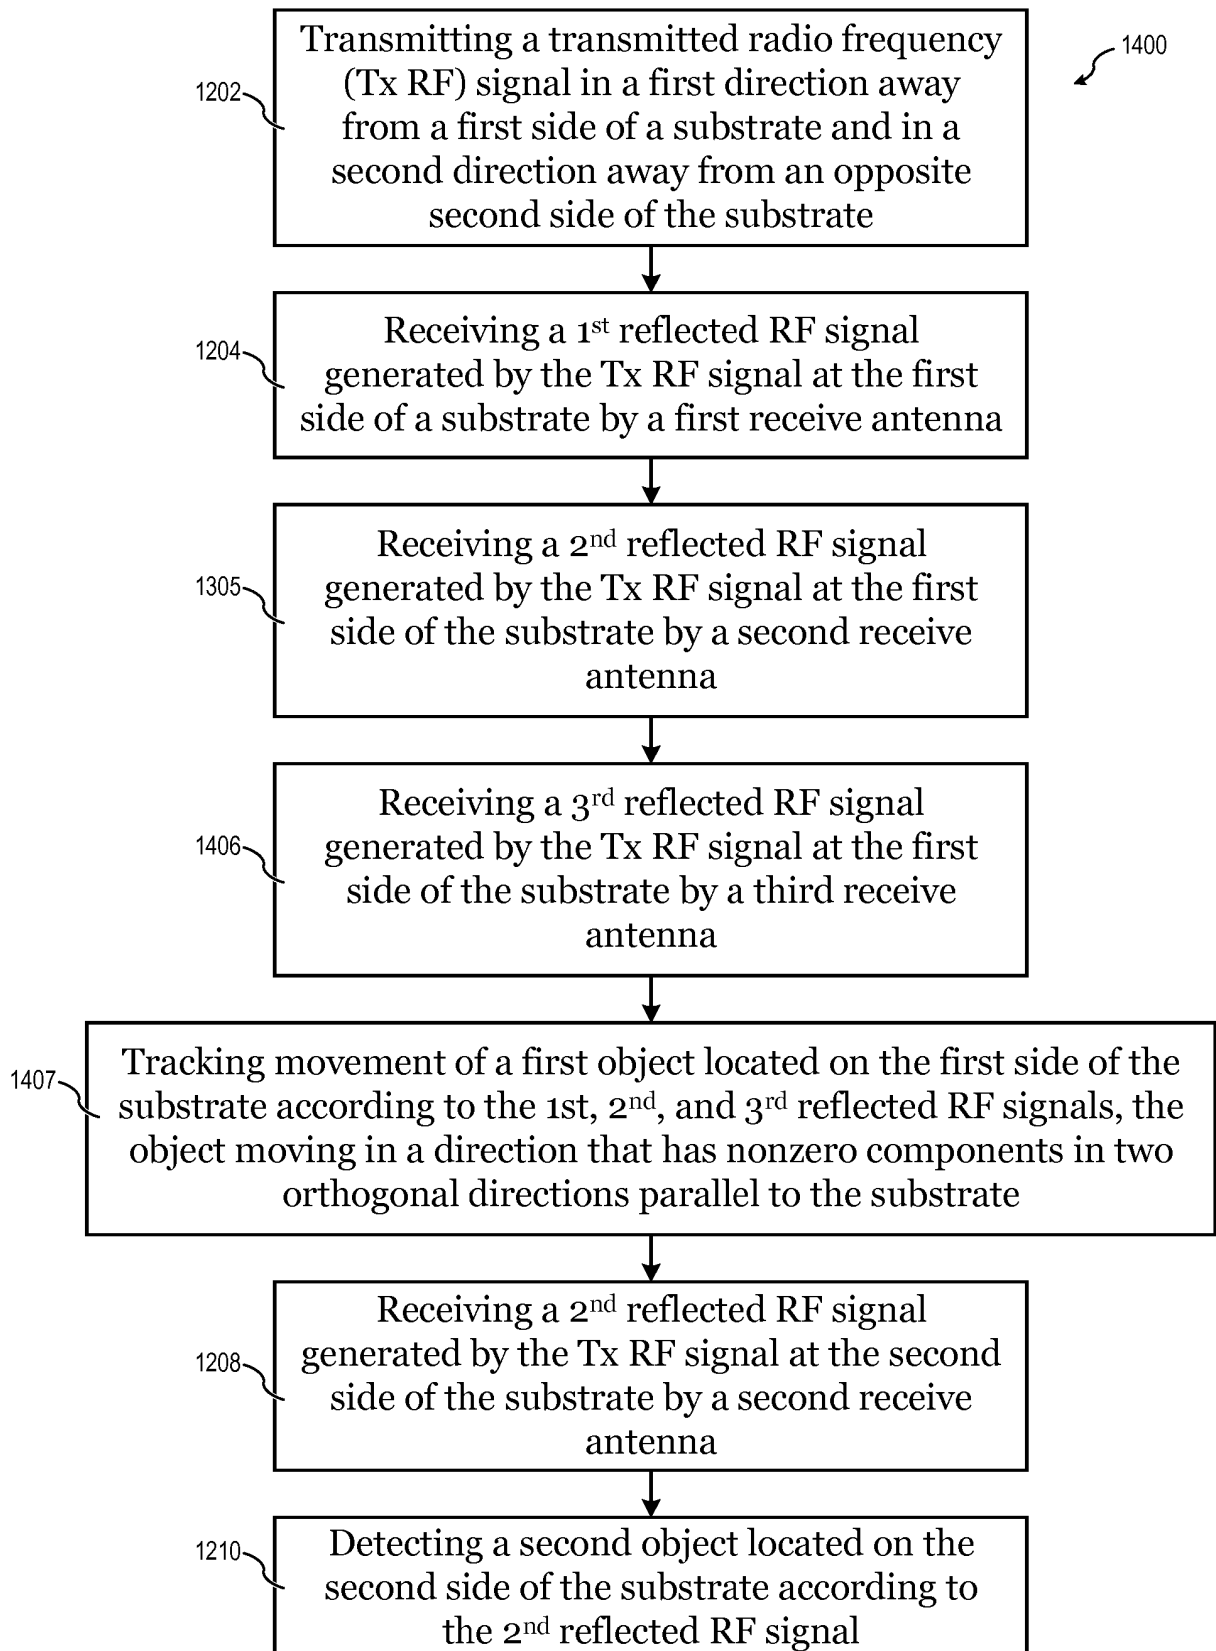 1400
1202
Transmitting a transmitted radio frequency
(Tx RF) signal in a first direction away
from a first side of a substrate and in a
second direction away from an opposite
second side of the substrate
1204
Receiving a 1st reflected RF signal
generated by the Tx RF signal at the first
side of a substrate by a first receive antenna
1305
Receiving a 2nd reflected RF signal
generated by the Tx RF signal at the first
side of the substrate by a second receive
antenna
1406
Receiving a 3rd reflected RF signal
generated by the Tx RF signal at the first
side of the substrate by a third receive
antenna
1407
Tracking movement of a first object located on the first side of the
substrate according to the 1st, 2nd, and 3rd reflected RF signals, the
object moving in a direction that has nonzero components in two
orthogonal directions parallel to the substrate
1208
Receiving a 2nd reflected RF signal
generated by the Tx RF signal at the second
side of the substrate by a second receive
antenna
1210
Detecting a second object located on the
second side of the substrate according to
the 2nd reflected RF signal